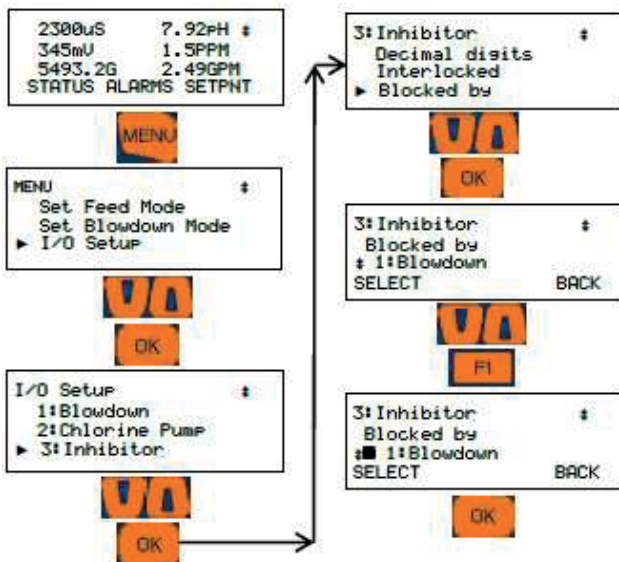 2300uS 7.92pH
345mV 1.5PPM
5493.2G 2.49GPM
STATUS ALARMS SETPNT
MENU
MENU
Set Feed Mode
Set Blowdown Mode
► I/O Setup
OK
I/O Setup
1:Blowdown
2:Chlorine Pump
► 3:Inhibitor
OK
3:Inhibitor
Decimal digits
Interlocked
► Blocked by
OK
3:Inhibitor
Blocked by
1:Blowdown
SELECT BACK
F1
3:Inhibitor
Blocked by
■ 1:Blowdown
SELECT BACK
OK